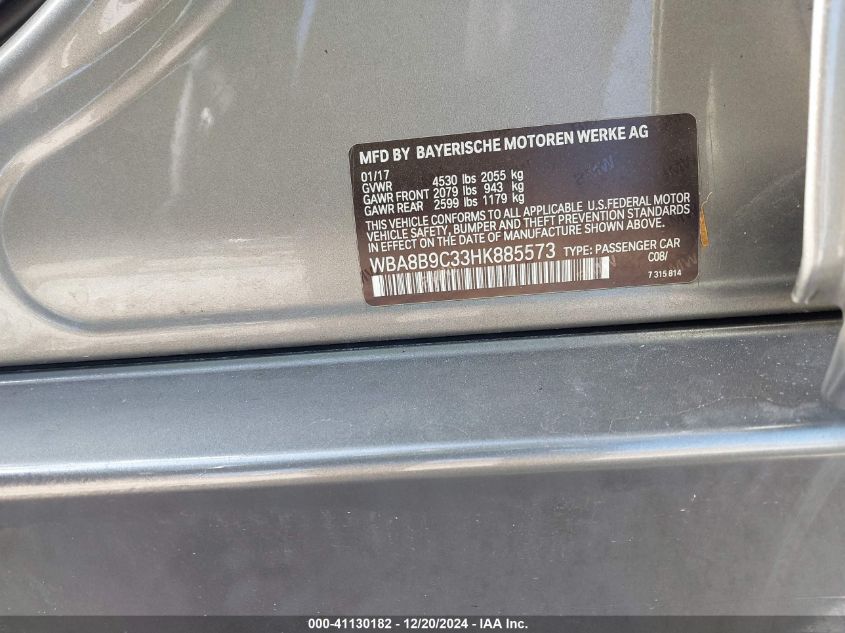 MFD BY BAYERISCHE MOTOREN WERKE AG
01/17
GVWR 4530 lbs 2055 kg
GAWR FRONT 2079 lbs 943 kg
GAWR REAR 2599 lbs 1179 kg
THIS VEHICLE CONFORMS TO ALL APPLICABLE U.S.FEDERAL MOTOR
VEHICLE SAFETY, BUMPER AND THEFT PREVENTION STANDARDS
IN EFFECT ON THE DATE OF MANUFACTURE SHOWN ABOVE.
WBA8B9C33HK885573 TYPE: PASSENGER CAR
C08/
7 315 814
000-41130182 - 12/20/2024 - IAAI.com